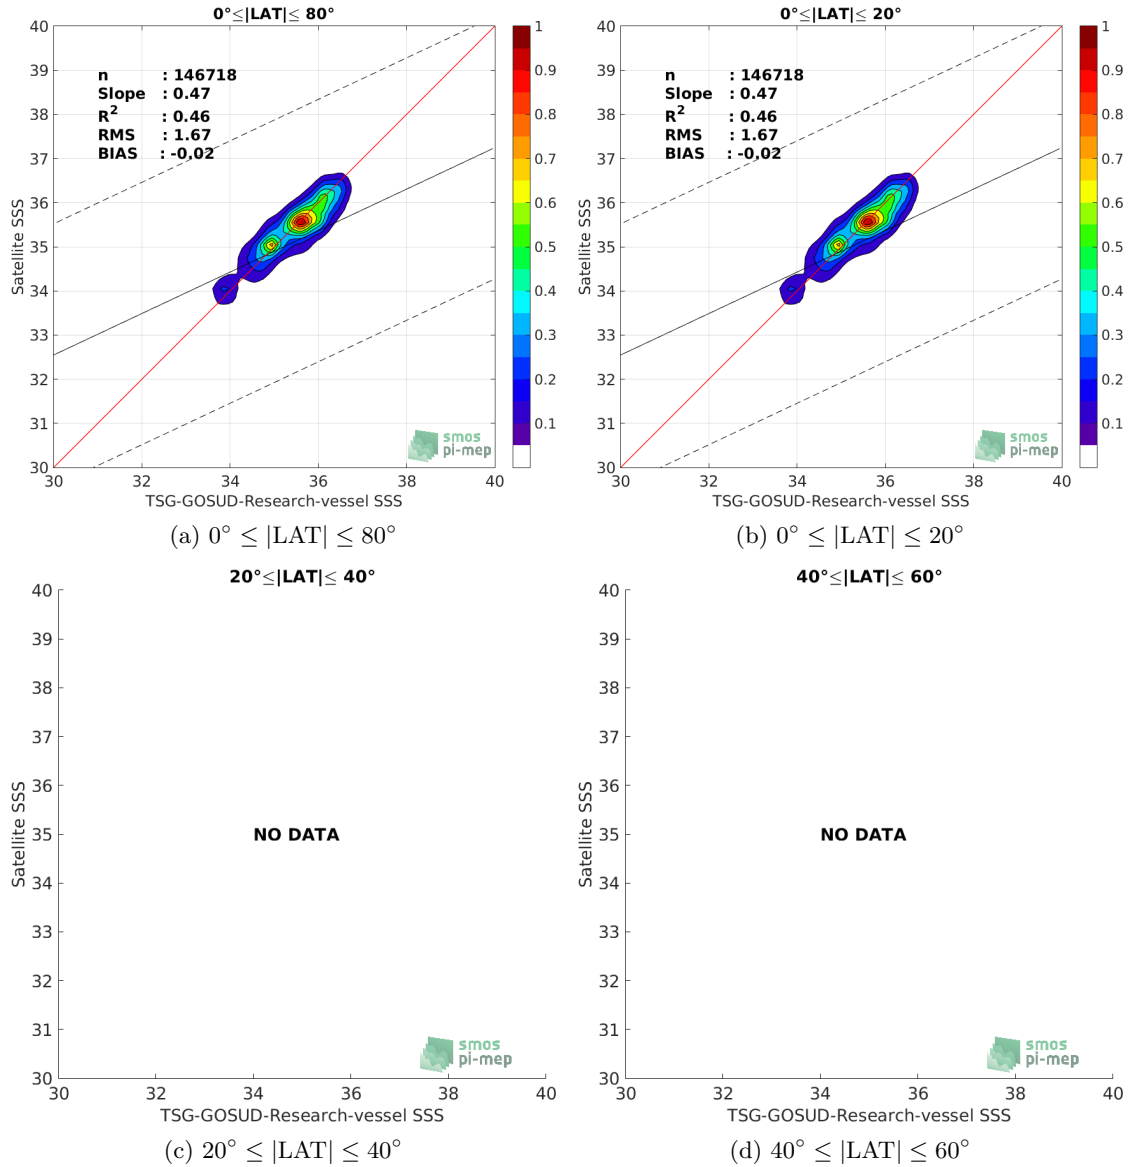 0°≤|LAT|≤ 80°
40
39
38
37
36
35
34
33
32
31
30
Satellite SSS
n : 146718
Slope : 0.47
R² : 0.46
RMS : 1.67
BIAS : -0.02
smos
pi-mep
30 32 34 36 38 40
TSG-GOSUD-Research-vessel SSS
1
0.9
0.8
0.7
0.6
0.5
0.4
0.3
0.2
0.1
(a) 0° ≤ |LAT| ≤ 80°
0°≤|LAT|≤ 20°
40
39
38
37
36
35
34
33
32
31
30
Satellite SSS
n : 146718
Slope : 0.47
R² : 0.46
RMS : 1.67
BIAS : -0.02
smos
pi-mep
30 32 34 36 38 40
TSG-GOSUD-Research-vessel SSS
1
0.9
0.8
0.7
0.6
0.5
0.4
0.3
0.2
0.1
(b) 0° ≤ |LAT| ≤ 20°
20°≤|LAT|≤ 40°
40
39
38
37
36
35
34
33
32
31
30
Satellite SSS
NO DATA
smos
pi-mep
30 32 34 36 38 40
TSG-GOSUD-Research-vessel SSS
(c) 20° ≤ |LAT| ≤ 40°
40°≤|LAT|≤ 60°
40
39
38
37
36
35
34
33
32
31
30
Satellite SSS
NO DATA
smos
pi-mep
30 32 34 36 38 40
TSG-GOSUD-Research-vessel SSS
(d) 40° ≤ |LAT| ≤ 60°